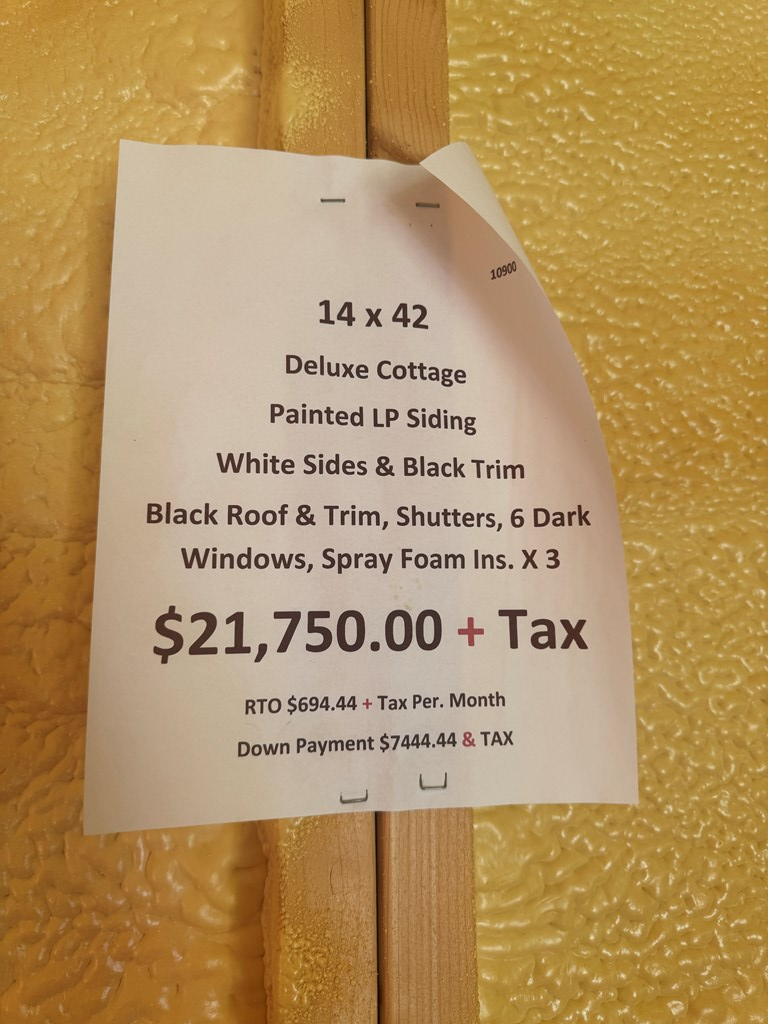 10900
14 x 42
Deluxe Cottage
Painted LP Siding
White Sides & Black Trim
Black Roof & Trim, Shutters, 6 Dark
Windows, Spray Foam Ins. X 3
$21,750.00 + Tax
RTO $694.44 + Tax Per. Month
Down Payment $7444.44 & TAX